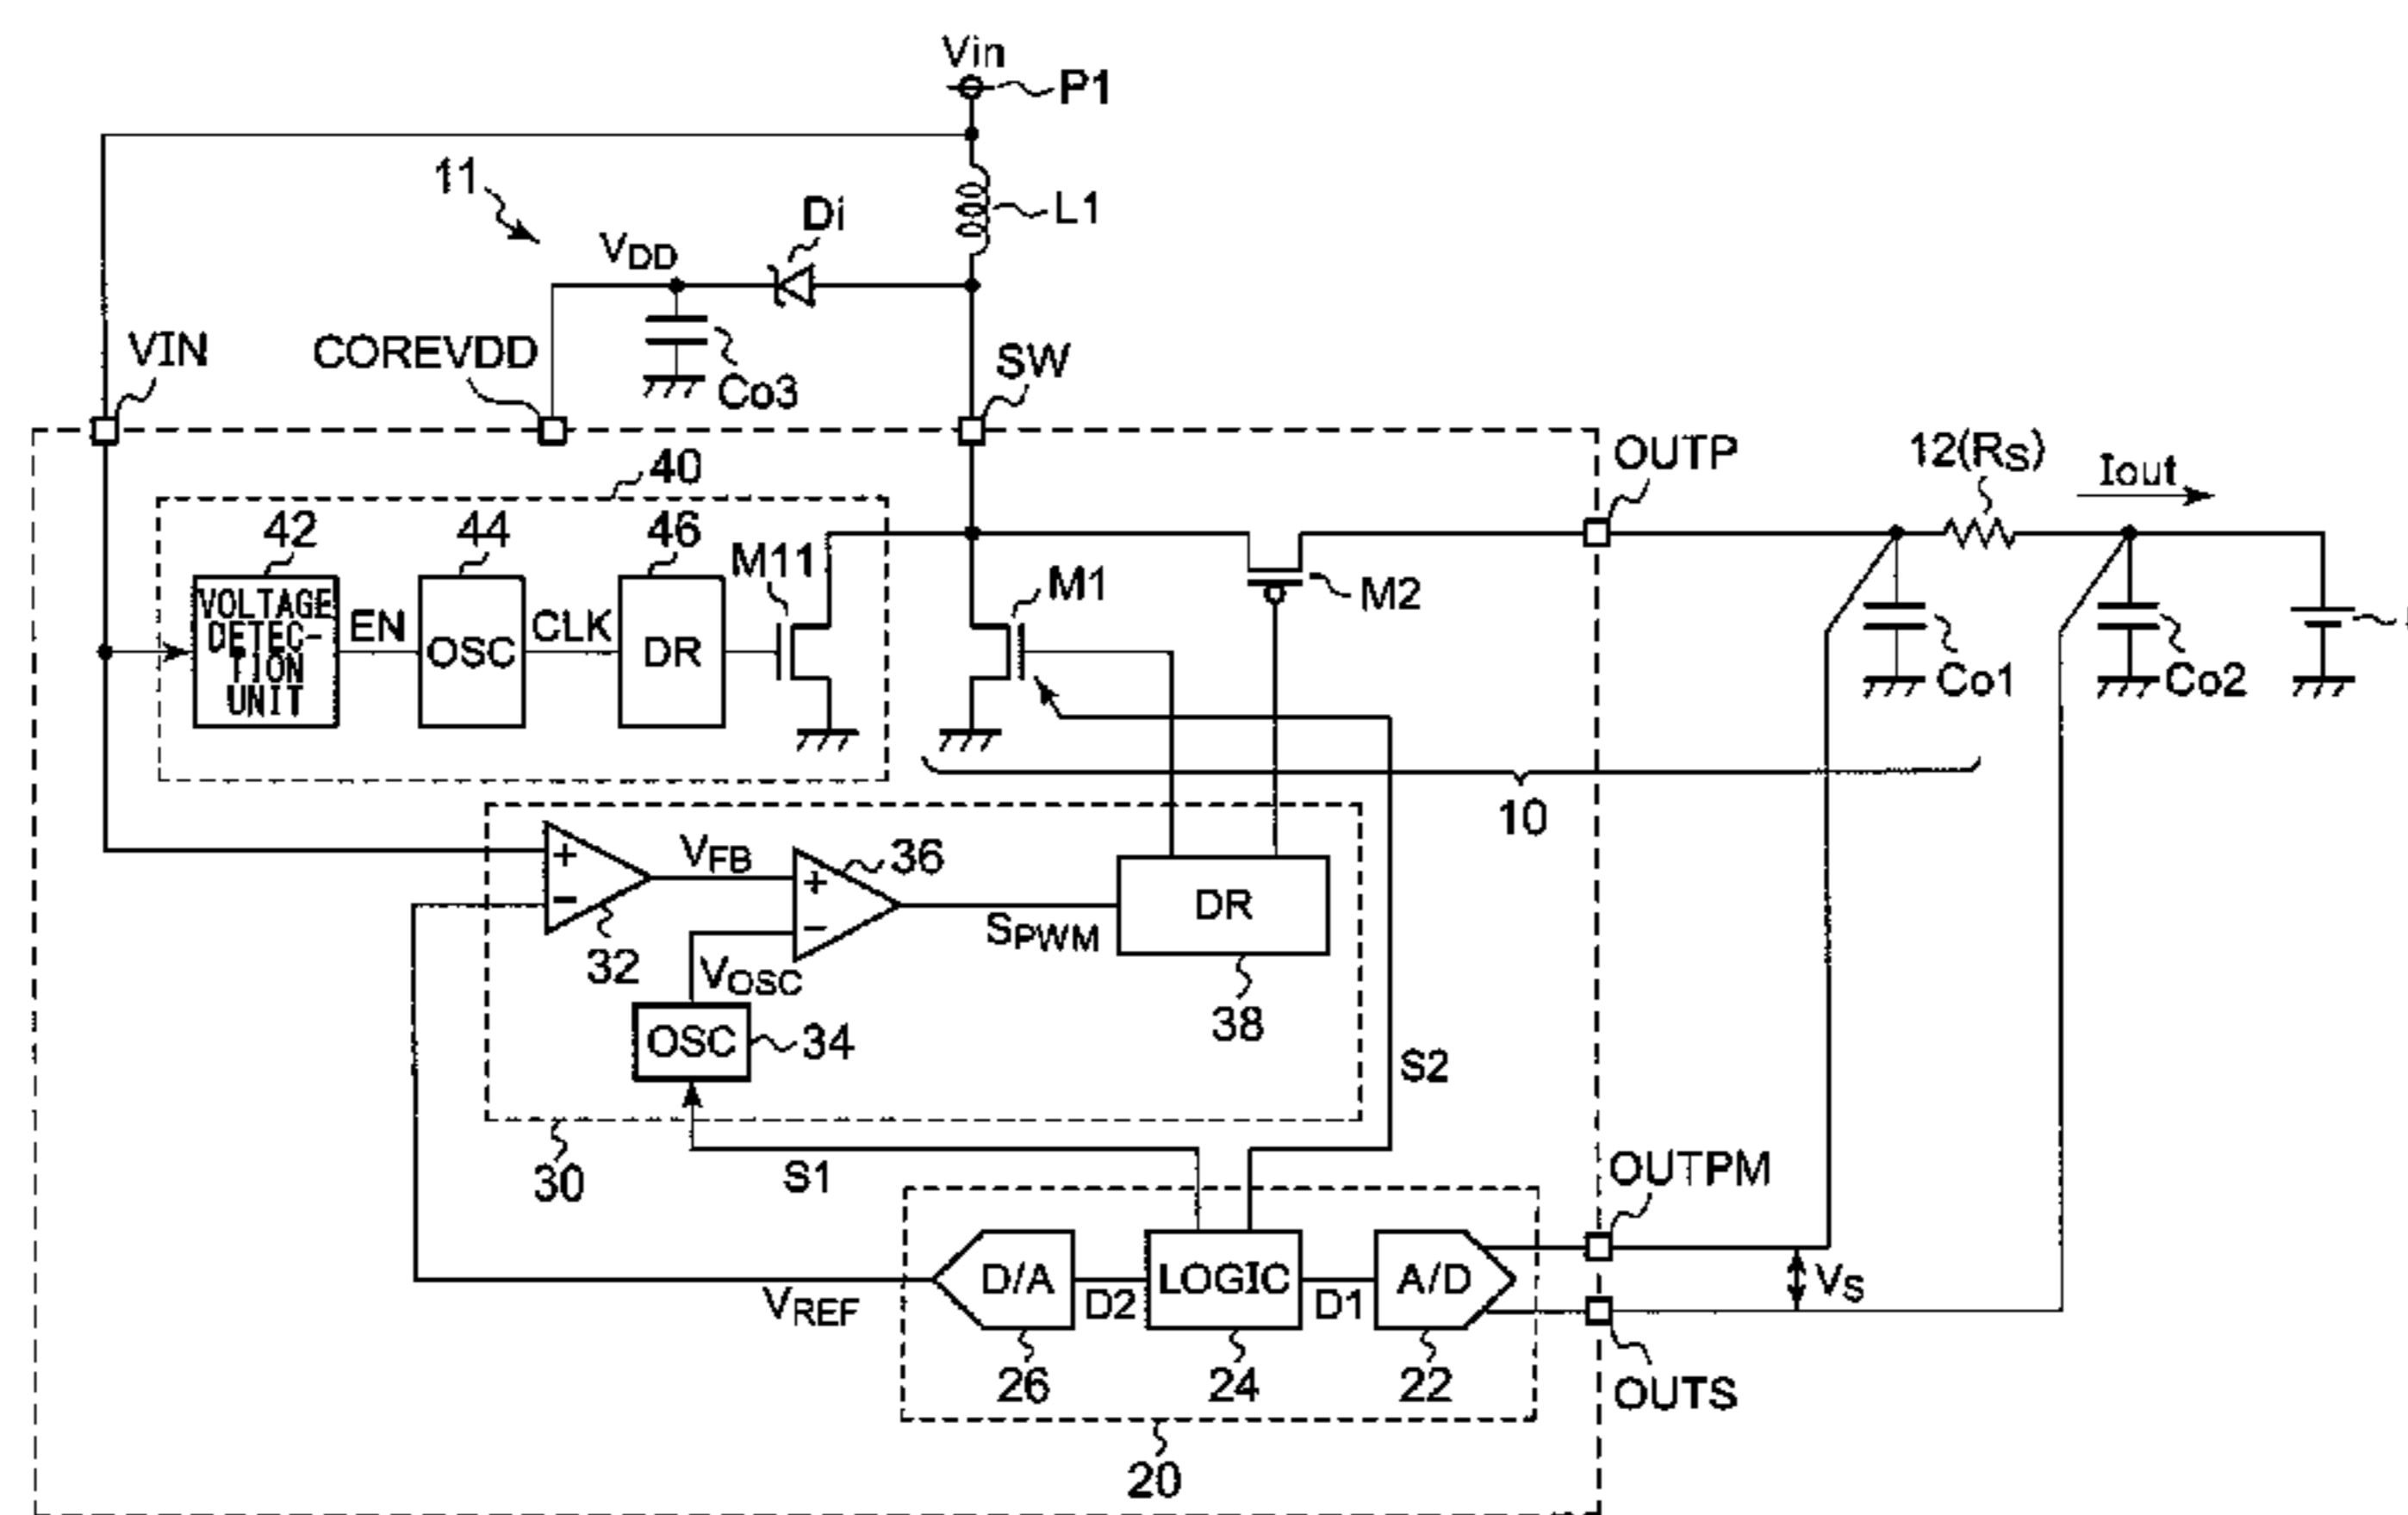 Vin
P1
11
Di
L1
VDD
VIN
COREVDD
Co3
SW
40
OUTP
12(RS)
Iout
42
44
46
M11
M1
M2
VOLTAGE
DETEC-
TION
UNIT
EN
OSC
CLK
DR
Co1
Co2
10
+
−
32
VFB
36
+
−
SPWM
DR
38
VOSC
OSC
34
S2
30
S1
OUTPM
D/A
D2
LOGIC
D1
A/D
VS
VREF
26
24
22
OUTS
20